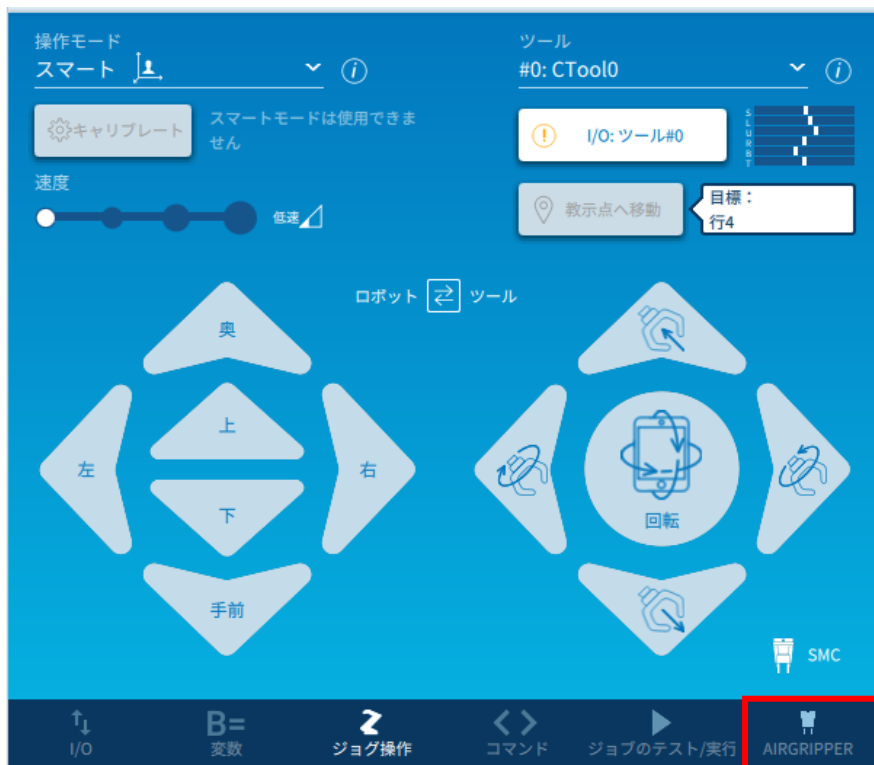 操作モード
スマート
ツール
#0: CTool0
キャリブレート
スマートモードは使用できま
せん
I/O: ツール#0
S
L
U
R
B
T
速度
低速
教示点へ移動
目標：
行4
ロボット
ツール
奥
上
左
右
下
手前
回転
SMC
I/O
B=
変数
ジョグ操作
コマンド
ジョブのテスト/実行
AIRGRIPPER